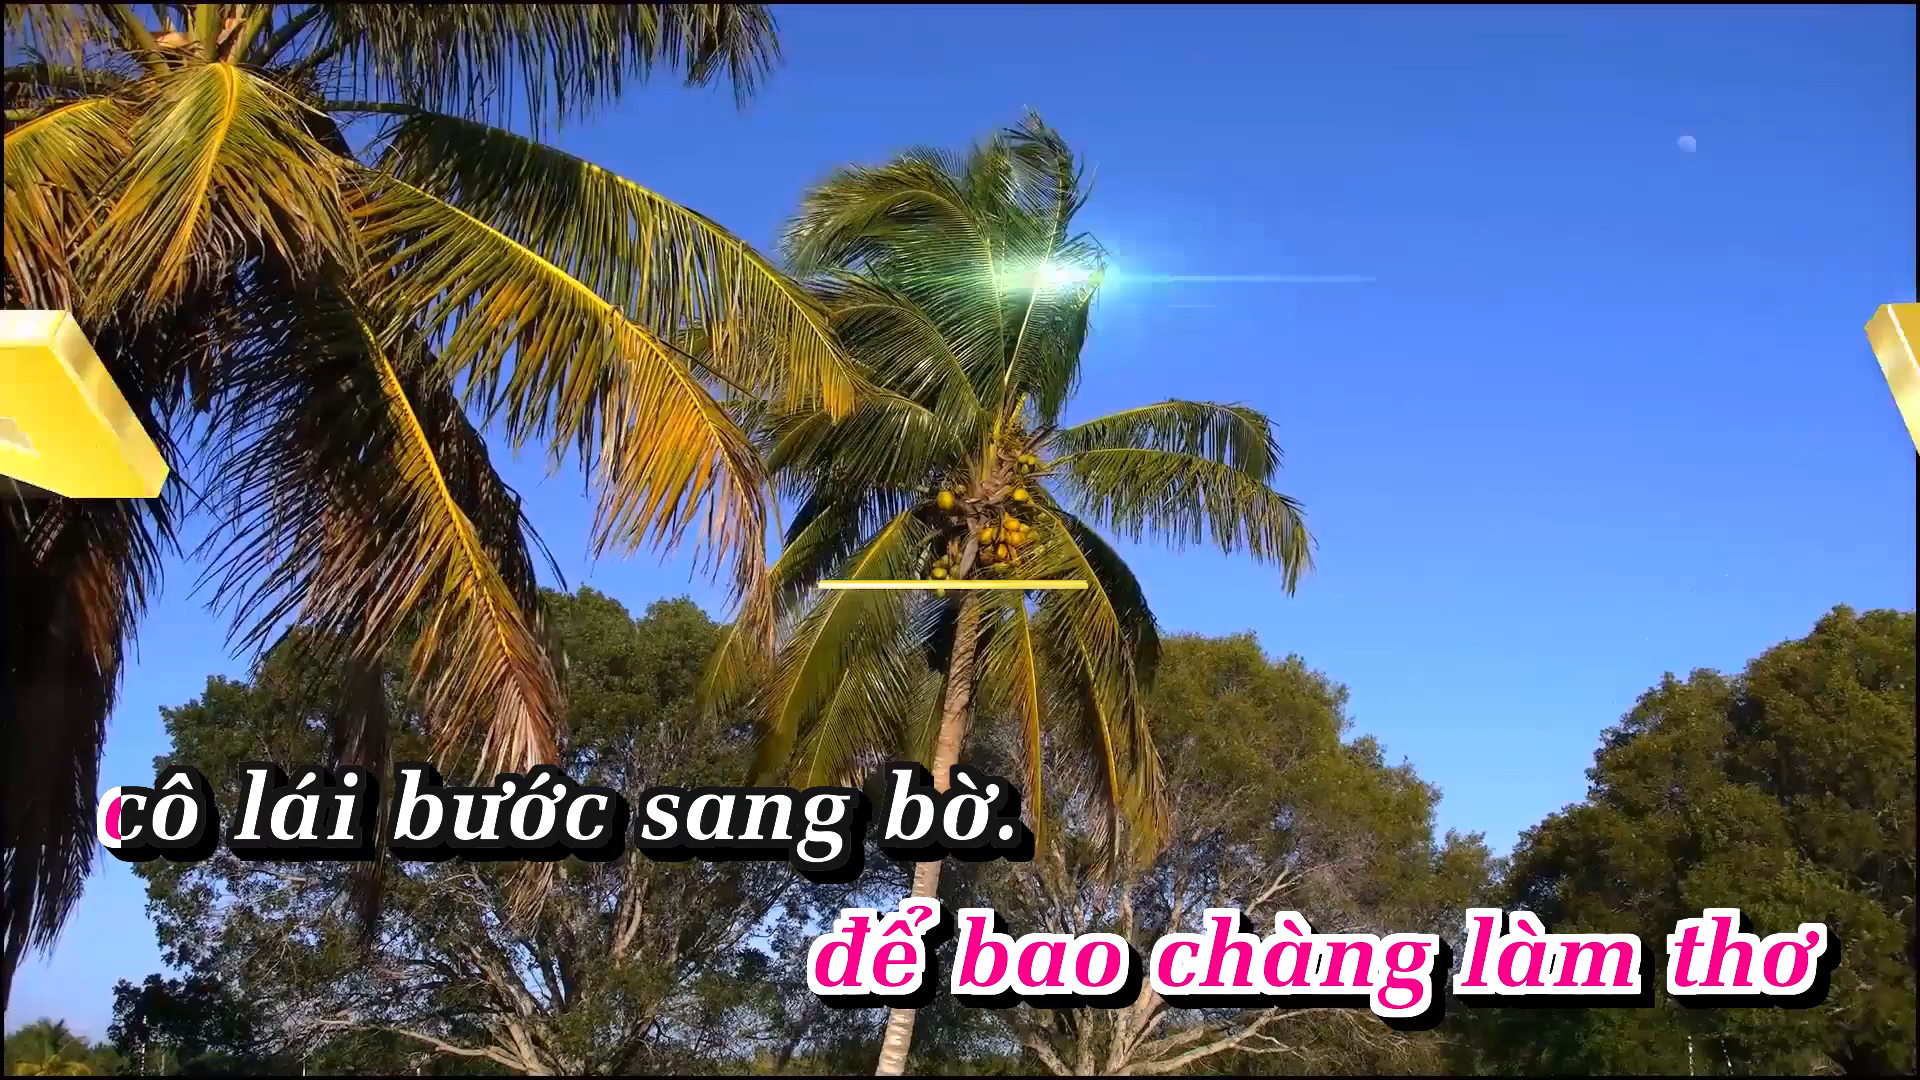 cô lái bước sang bờ.
để bao chàng làm thơ